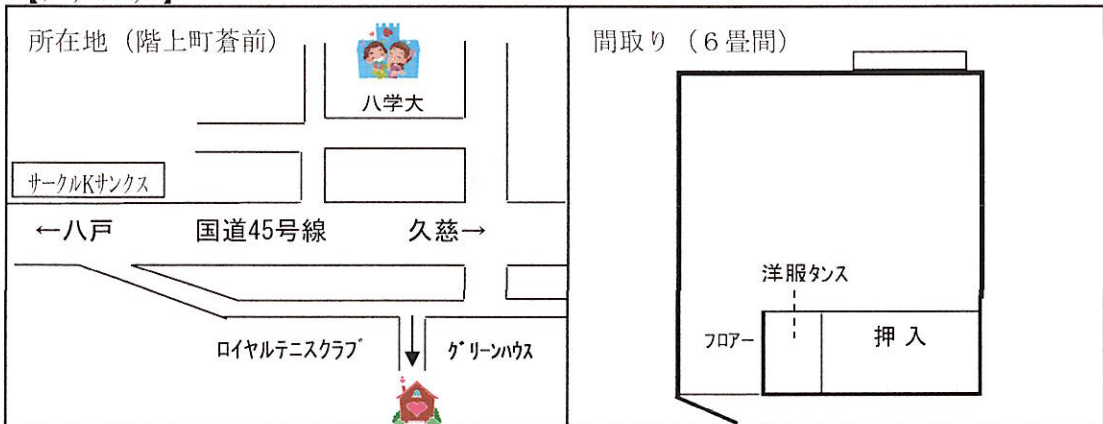 所在地（階上町蒼前）
八学大
サークルKサンクス
←八戸 国道45号線 久慈→
ロイヤルテニスクラブ グリーンハウス
間取り（6畳間）
洋服タンス
フロアー
押入